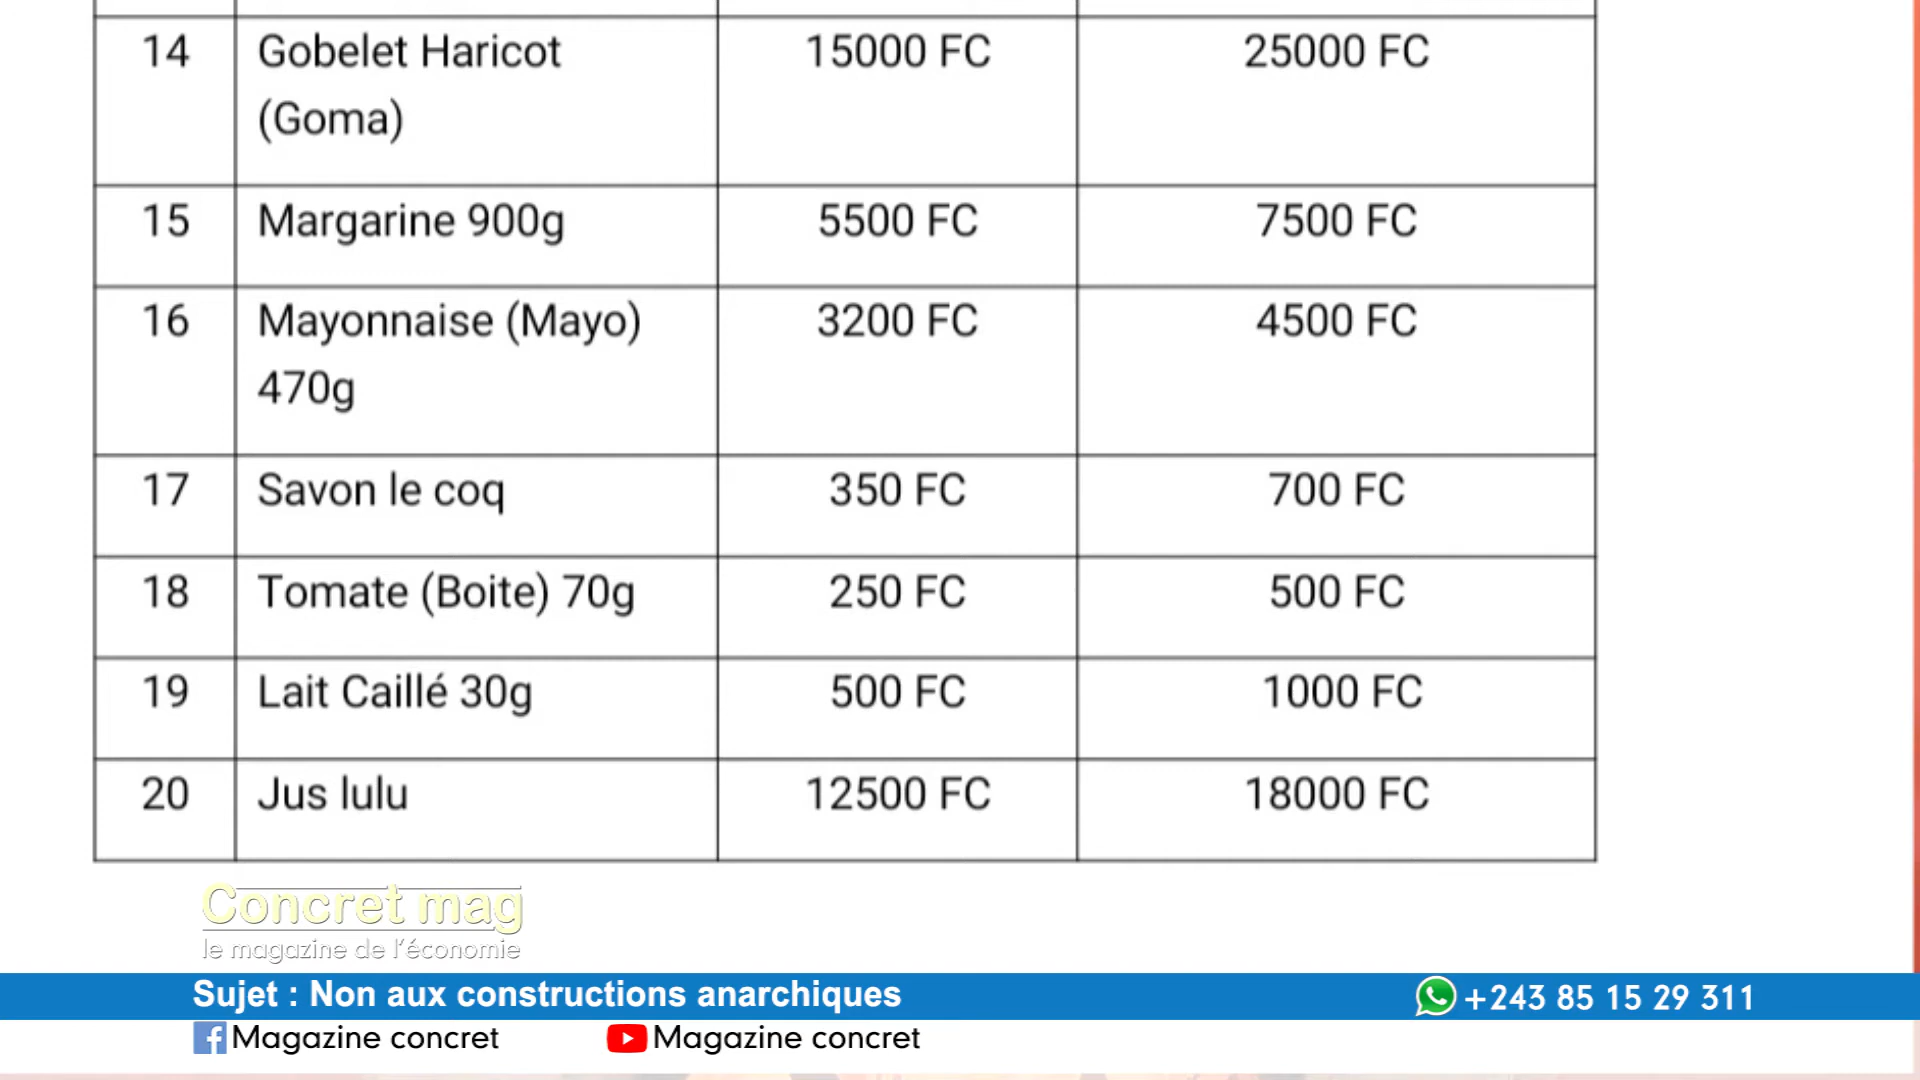 14 Gobelet Haricot 15000 FC 25000 FC
(Goma)
15 Margarine 900g 5500 FC 7500 FC
16 Mayonnaise (Mayo) 3200 FC 4500 FC
470g
17 Savon le coq 350 FC 700 FC
18 Tomate (Boite) 70g 250 FC 500 FC
19 Lait Caillé 30g 500 FC 1000 FC
20 Jus lulu 12500 FC 18000 FC
Concret mag
le magazine de l'économie
Sujet : Non aux constructions anarchiques +243 85 15 29 311
Magazine concret Magazine concret